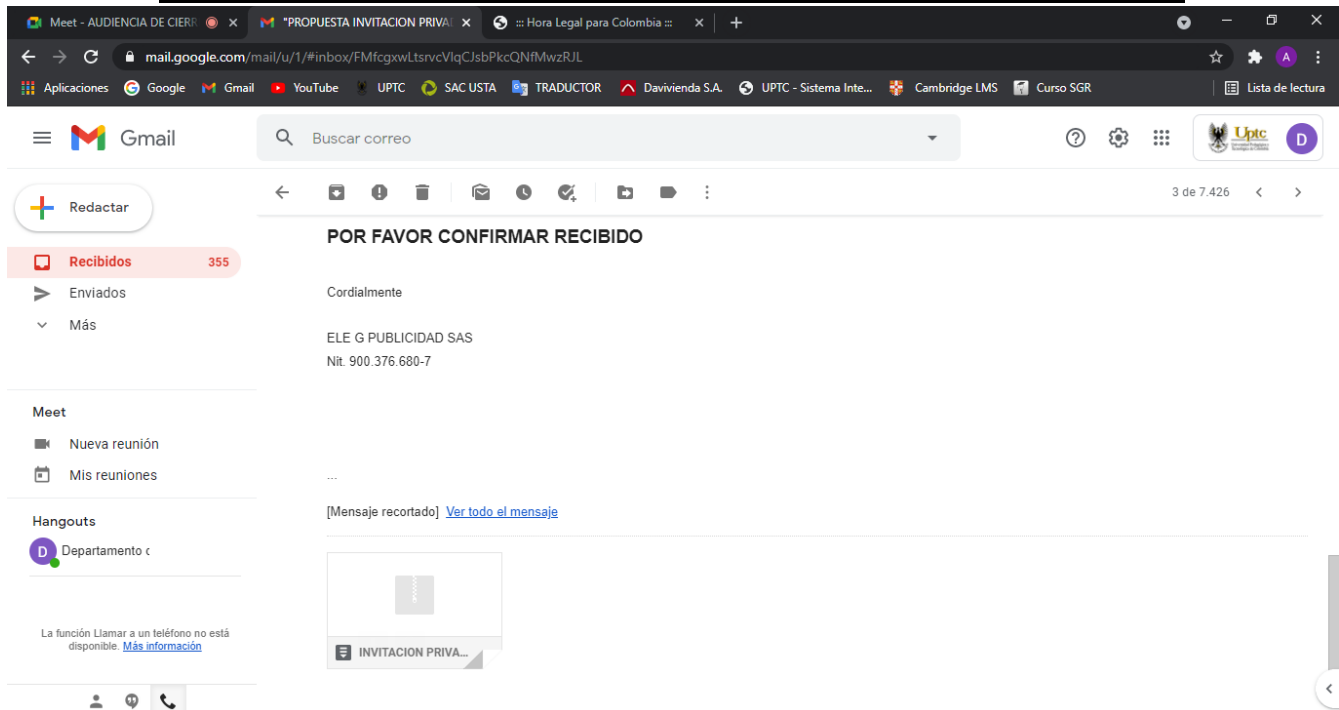 Meet - AUDIENCIA DE CIERR
"PROPUESTA INVITACION PRIVA
::: Hora Legal para Colombia :::
mail.google.com/mail/u/1/#inbox/FMfcgxwLtsrvcVlqCJsbPkcQNfMwzRJL
A
Aplicaciones Google Gmail YouTube UPTC SAC USTA TRADUCTOR Davivienda S.A. UPTC - Sistema Inte... Cambridge LMS Curso SGR Lista de lectura
Gmail
Buscar correo
Uptc
D
Redactar
3 de 7.426
POR FAVOR CONFIRMAR RECIBIDO
Recibidos 355
Enviados
Cordialmente
Más
ELE G PUBLICIDAD SAS
Nit. 900.376.680-7
Meet
Nueva reunión
Mis reuniones
...
[Mensaje recortado] Ver todo el mensaje
Hangouts
D Departamento c
La función Llamar a un teléfono no está
disponible. Más información
INVITACION PRIVA...